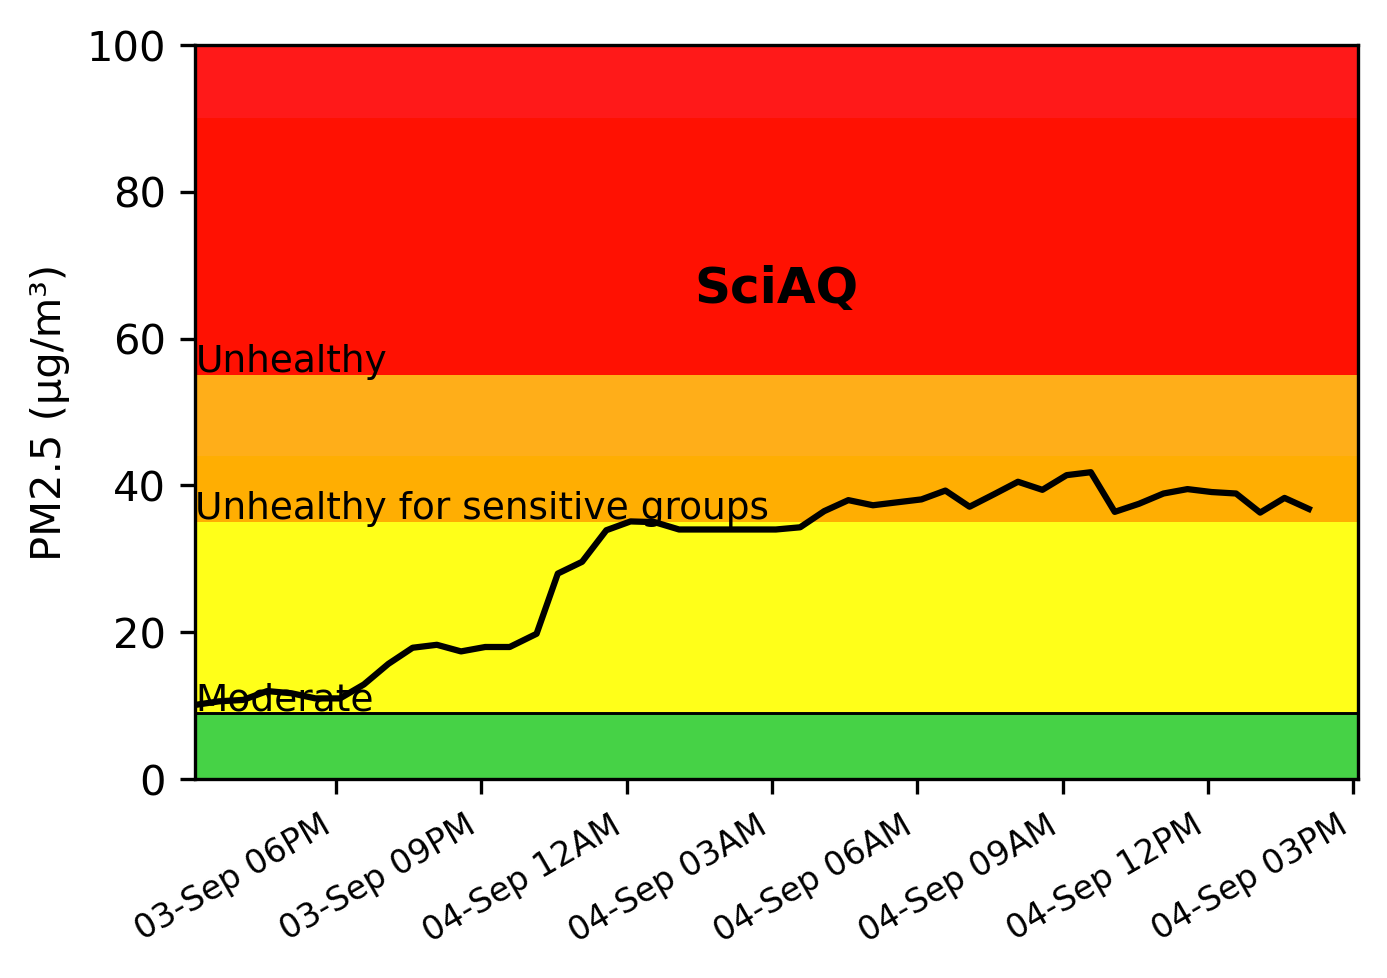 100
80
60
40
20
0
PM2.5 (µg/m³)
SciAQ
Unhealthy
Unhealthy for sensitive groups
Moderate
03-Sep 06PM
03-Sep 09PM
04-Sep 12AM
04-Sep 03AM
04-Sep 06AM
04-Sep 09AM
04-Sep 12PM
04-Sep 03PM